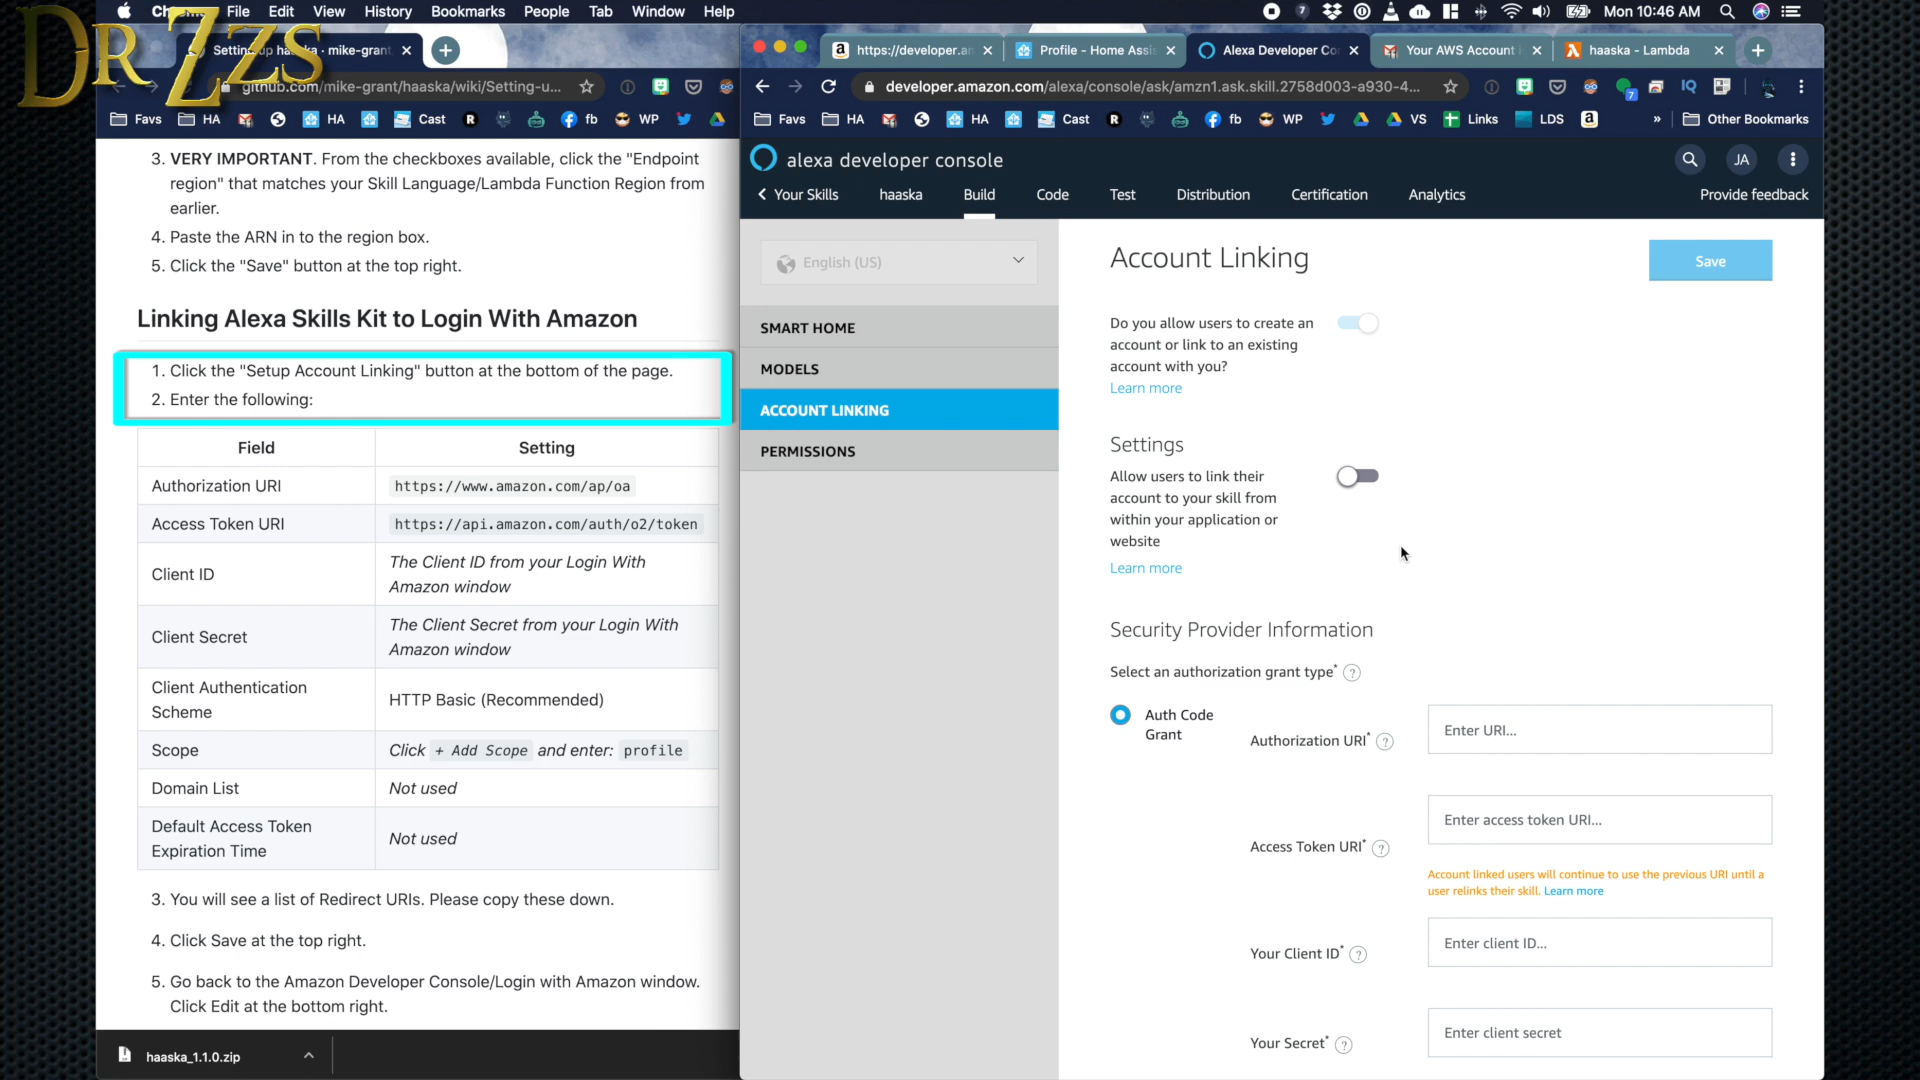 DrZzs
Chrome File Edit View History Bookmarks People Tab Window Help
7
Mon 10:46 AM
Setting up haaska · mike-grant
github.com/mike-grant/haaska/wiki/Setting-u...
Favs HA HA Cast R fb WP
3. VERY IMPORTANT. From the checkboxes available, click the "Endpoint
region" that matches your Skill Language/Lambda Function Region from
earlier.
4. Paste the ARN in to the region box.
5. Click the "Save" button at the top right.
Linking Alexa Skills Kit to Login With Amazon
1. Click the "Setup Account Linking" button at the bottom of the page.
2. Enter the following:
Field Setting
Authorization URI https://www.amazon.com/ap/oa
Access Token URI https://api.amazon.com/auth/o2/token
Client ID The Client ID from your Login With
Amazon window
Client Secret The Client Secret from your Login With
Amazon window
Client Authentication
Scheme HTTP Basic (Recommended)
Scope Click + Add Scope and enter: profile
Domain List Not used
Default Access Token
Expiration Time Not used
3. You will see a list of Redirect URIs. Please copy these down.
4. Click Save at the top right.
5. Go back to the Amazon Developer Console/Login with Amazon window.
Click Edit at the bottom right.
haaska_1.1.0.zip
https://developer.am Profile - Home Assis Alexa Developer Co Your AWS Account haaska - Lambda
developer.amazon.com/alexa/console/ask/amzn1.ask.skill.2758d003-a930-4...
7 IQ
Favs HA HA Cast R fb WP VS Links LDS a » Other Bookmarks
alexa developer console
JA
Your Skills haaska Build Code Test Distribution Certification Analytics Provide feedback
English (US)
SMART HOME
MODELS
ACCOUNT LINKING
PERMISSIONS
Account Linking
Save
Do you allow users to create an
account or link to an existing
account with you?
Learn more
Settings
Allow users to link their
account to your skill from
within your application or
website
Learn more
Security Provider Information
Select an authorization grant type* ?
Auth Code
Grant
Authorization URI* ? Enter URI...
Access Token URI* ? Enter access token URI...
Account linked users will continue to use the previous URI until a
user relinks their skill. Learn more
Your Client ID* ? Enter client ID...
Your Secret* ? Enter client secret